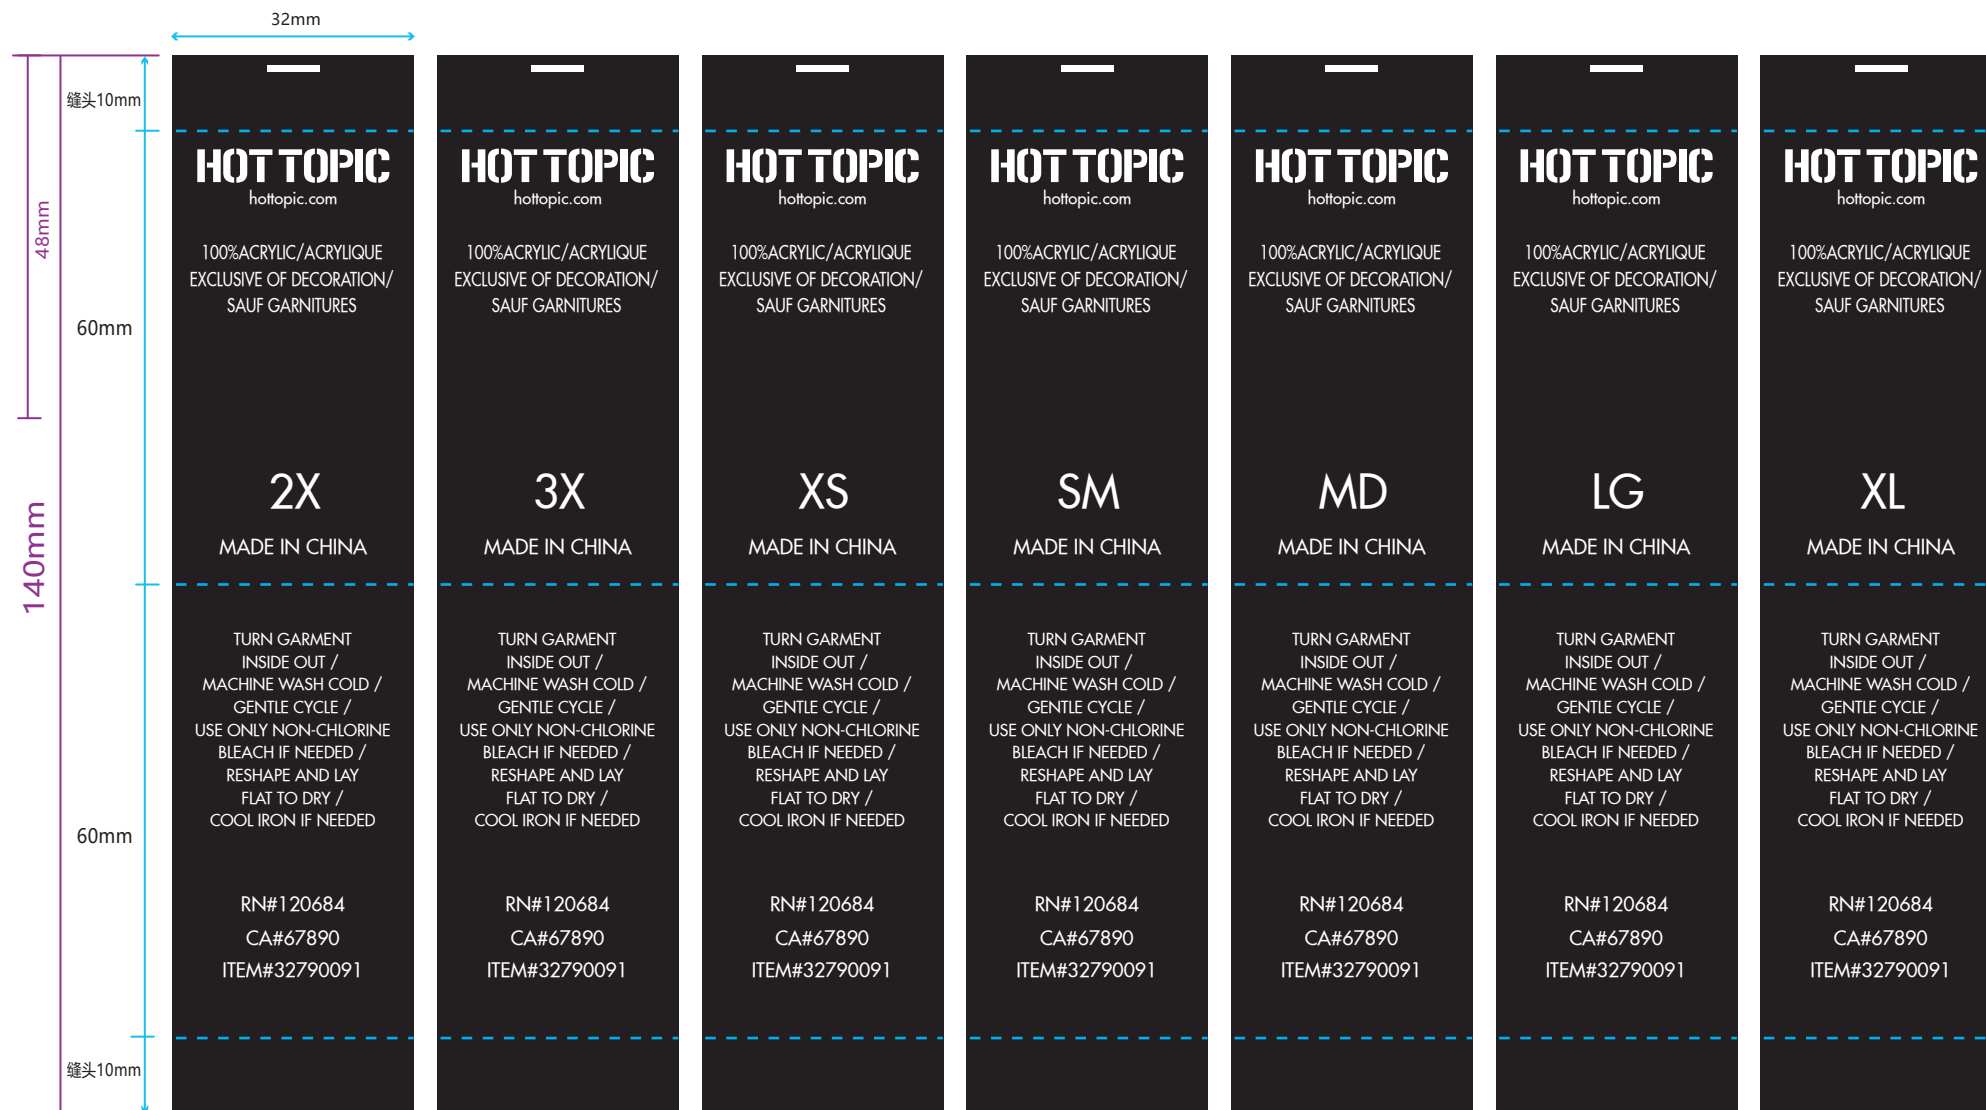 32mm
缝头10mm
48mm
60mm
140mm
60mm
缝头10mm
HOT TOPIC
hottopic.com
100%ACRYLIC/ACRYLIQUE
EXCLUSIVE OF DECORATION/
SAUF GARNITURES
2X
MADE IN CHINA
TURN GARMENT
INSIDE OUT /
MACHINE WASH COLD /
GENTLE CYCLE /
USE ONLY NON-CHLORINE
BLEACH IF NEEDED /
RESHAPE AND LAY
FLAT TO DRY /
COOL IRON IF NEEDED
RN#120684
CA#67890
ITEM#32790091
HOT TOPIC
hottopic.com
100%ACRYLIC/ACRYLIQUE
EXCLUSIVE OF DECORATION/
SAUF GARNITURES
3X
MADE IN CHINA
TURN GARMENT
INSIDE OUT /
MACHINE WASH COLD /
GENTLE CYCLE /
USE ONLY NON-CHLORINE
BLEACH IF NEEDED /
RESHAPE AND LAY
FLAT TO DRY /
COOL IRON IF NEEDED
RN#120684
CA#67890
ITEM#32790091
HOT TOPIC
hottopic.com
100%ACRYLIC/ACRYLIQUE
EXCLUSIVE OF DECORATION/
SAUF GARNITURES
XS
MADE IN CHINA
TURN GARMENT
INSIDE OUT /
MACHINE WASH COLD /
GENTLE CYCLE /
USE ONLY NON-CHLORINE
BLEACH IF NEEDED /
RESHAPE AND LAY
FLAT TO DRY /
COOL IRON IF NEEDED
RN#120684
CA#67890
ITEM#32790091
HOT TOPIC
hottopic.com
100%ACRYLIC/ACRYLIQUE
EXCLUSIVE OF DECORATION/
SAUF GARNITURES
SM
MADE IN CHINA
TURN GARMENT
INSIDE OUT /
MACHINE WASH COLD /
GENTLE CYCLE /
USE ONLY NON-CHLORINE
BLEACH IF NEEDED /
RESHAPE AND LAY
FLAT TO DRY /
COOL IRON IF NEEDED
RN#120684
CA#67890
ITEM#32790091
HOT TOPIC
hottopic.com
100%ACRYLIC/ACRYLIQUE
EXCLUSIVE OF DECORATION/
SAUF GARNITURES
MD
MADE IN CHINA
TURN GARMENT
INSIDE OUT /
MACHINE WASH COLD /
GENTLE CYCLE /
USE ONLY NON-CHLORINE
BLEACH IF NEEDED /
RESHAPE AND LAY
FLAT TO DRY /
COOL IRON IF NEEDED
RN#120684
CA#67890
ITEM#32790091
HOT TOPIC
hottopic.com
100%ACRYLIC/ACRYLIQUE
EXCLUSIVE OF DECORATION/
SAUF GARNITURES
LG
MADE IN CHINA
TURN GARMENT
INSIDE OUT /
MACHINE WASH COLD /
GENTLE CYCLE /
USE ONLY NON-CHLORINE
BLEACH IF NEEDED /
RESHAPE AND LAY
FLAT TO DRY /
COOL IRON IF NEEDED
RN#120684
CA#67890
ITEM#32790091
HOT TOPIC
hottopic.com
100%ACRYLIC/ACRYLIQUE
EXCLUSIVE OF DECORATION/
SAUF GARNITURES
XL
MADE IN CHINA
TURN GARMENT
INSIDE OUT /
MACHINE WASH COLD /
GENTLE CYCLE /
USE ONLY NON-CHLORINE
BLEACH IF NEEDED /
RESHAPE AND LAY
FLAT TO DRY /
COOL IRON IF NEEDED
RN#120684
CA#67890
ITEM#32790091